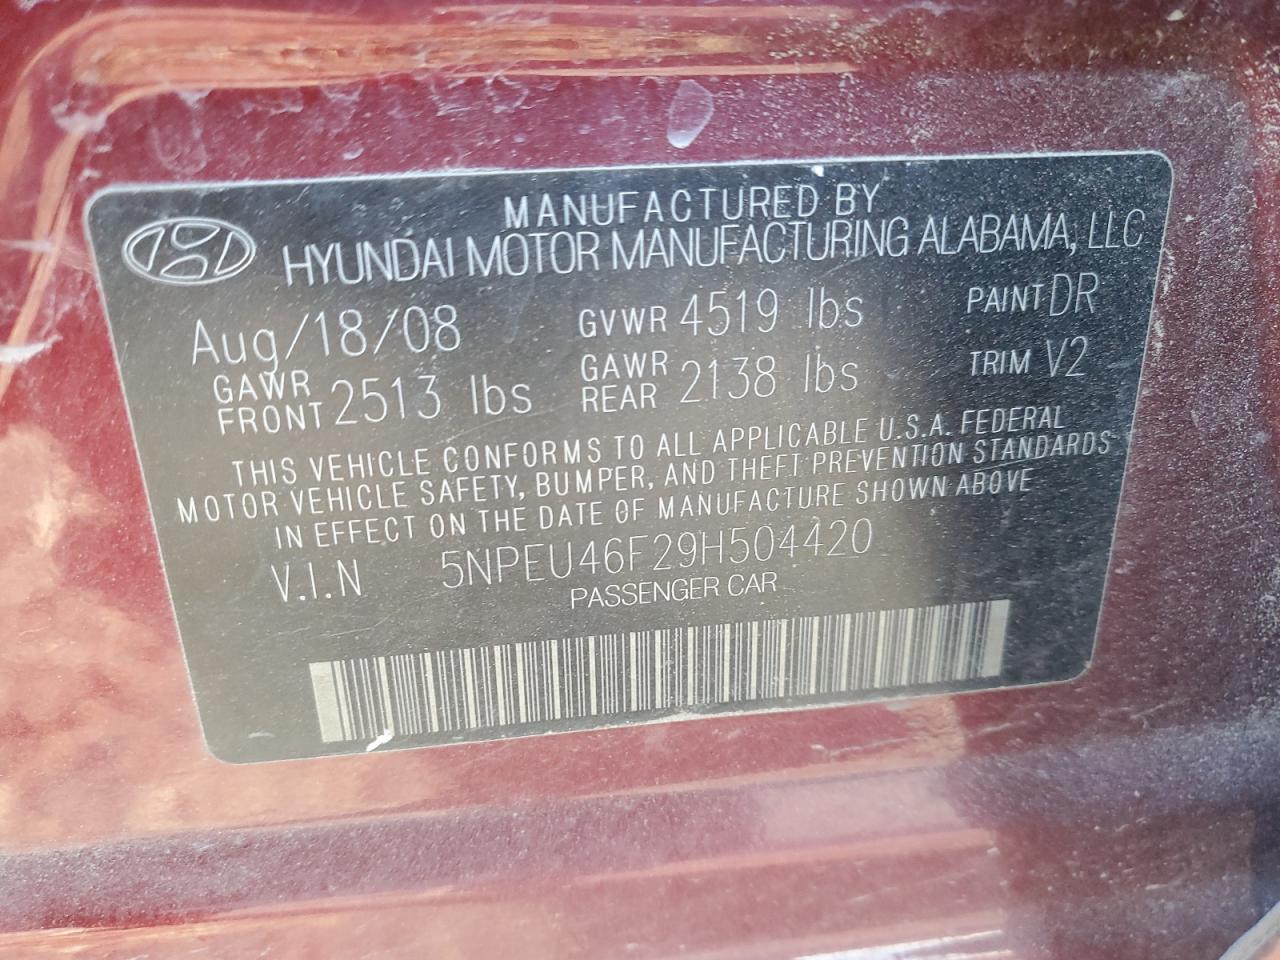 MANUFACTURED BY
HYUNDAI MOTOR MANUFACTURING ALABAMA, LLC
Aug/18/08 GVWR 4519 lbs PAINT DR
GAWR FRONT 2513 lbs GAWR REAR 2138 lbs TRIM V2
THIS VEHICLE CONFORMS TO ALL APPLICABLE U.S.A. FEDERAL
MOTOR VEHICLE SAFETY, BUMPER, AND THEFT PREVENTION STANDARDS
IN EFFECT ON THE DATE OF MANUFACTURE SHOWN ABOVE
V.I.N 5NPEU46F29H504420
PASSENGER CAR